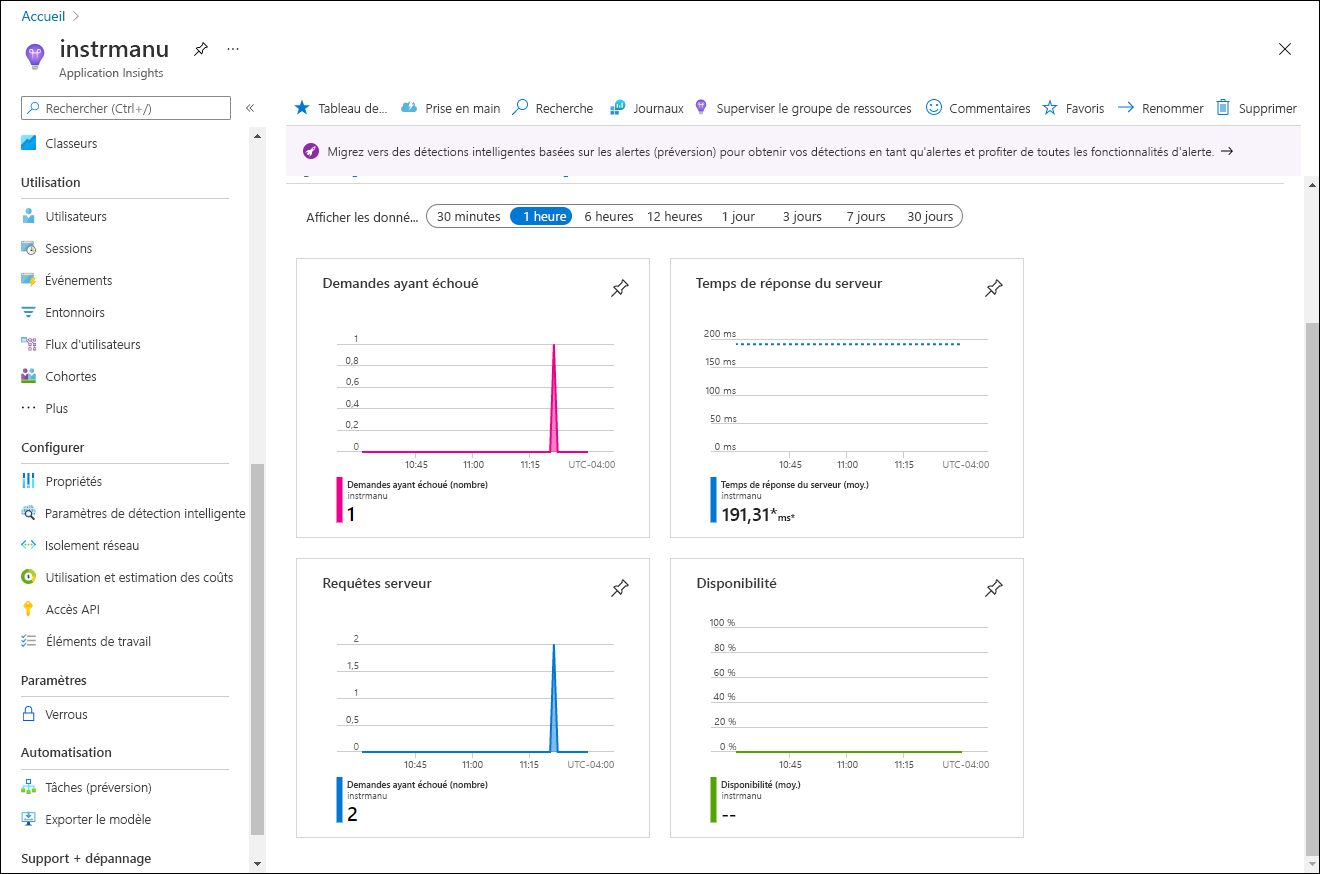 Accueil
instrmanu
Application Insights
Rechercher (Ctrl+/)
Tableau de...
Prise en main
Recherche
Journaux
Superviser le groupe de ressources
Commentaires
Favoris
Renommer
Supprimer
Migrez vers des détections intelligentes basées sur les alertes (préversion) pour obtenir vos détections en tant qu'alertes et profiter de toutes les fonctionnalités d'alerte.
Classeurs
Utilisation
Utilisateurs
Sessions
Événements
Entonnoirs
Flux d'utilisateurs
Cohortes
Plus
Configurer
Propriétés
Paramètres de détection intelligente
Isolement réseau
Utilisation et estimation des coûts
Accès API
Éléments de travail
Paramètres
Verrous
Automatisation
Tâches (préversion)
Exporter le modèle
Support + dépannage
Afficher les donné...
30 minutes
1 heure
6 heures
12 heures
1 jour
3 jours
7 jours
30 jours
Demandes ayant échoué
1
0,8
0,6
0,4
0,2
0
10:45 11:00 11:15 UTC-04:00
Demandes ayant échoué (nombre)
instrmanu
1
Temps de réponse du serveur
200 ms
150 ms
100 ms
50 ms
0 ms
10:45 11:00 11:15 UTC-04:00
Temps de réponse du serveur (moy.)
instrmanu
191,31* ms*
Requêtes serveur
2
1,5
1
0,5
0
10:45 11:00 11:15 UTC-04:00
Demandes ayant échoué (nombre)
instrmanu
2
Disponibilité
100 %
80 %
60 %
40 %
20 %
0 %
10:45 11:00 11:15 UTC-04:00
Disponibilité (moy.)
instrmanu
--